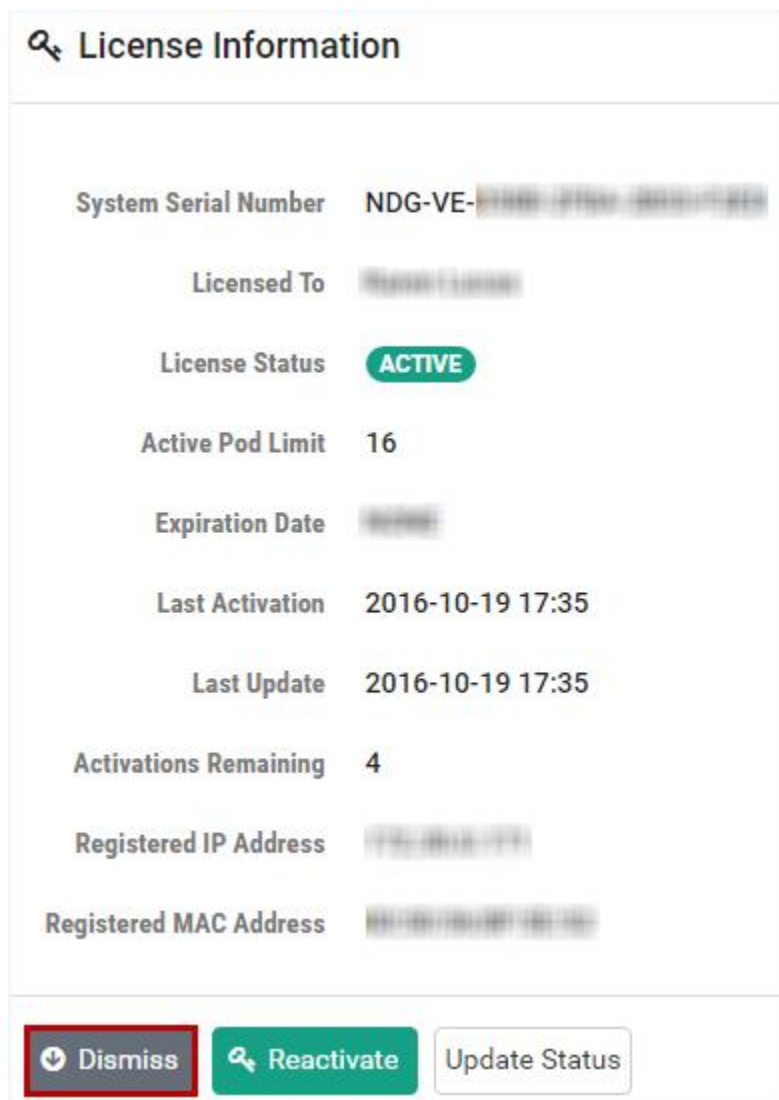 License Information
System Serial Number NDG-VE-
Licensed To
License Status ACTIVE
Active Pod Limit 16
Expiration Date
Last Activation 2016-10-19 17:35
Last Update 2016-10-19 17:35
Activations Remaining 4
Registered IP Address
Registered MAC Address
Dismiss Reactivate Update Status